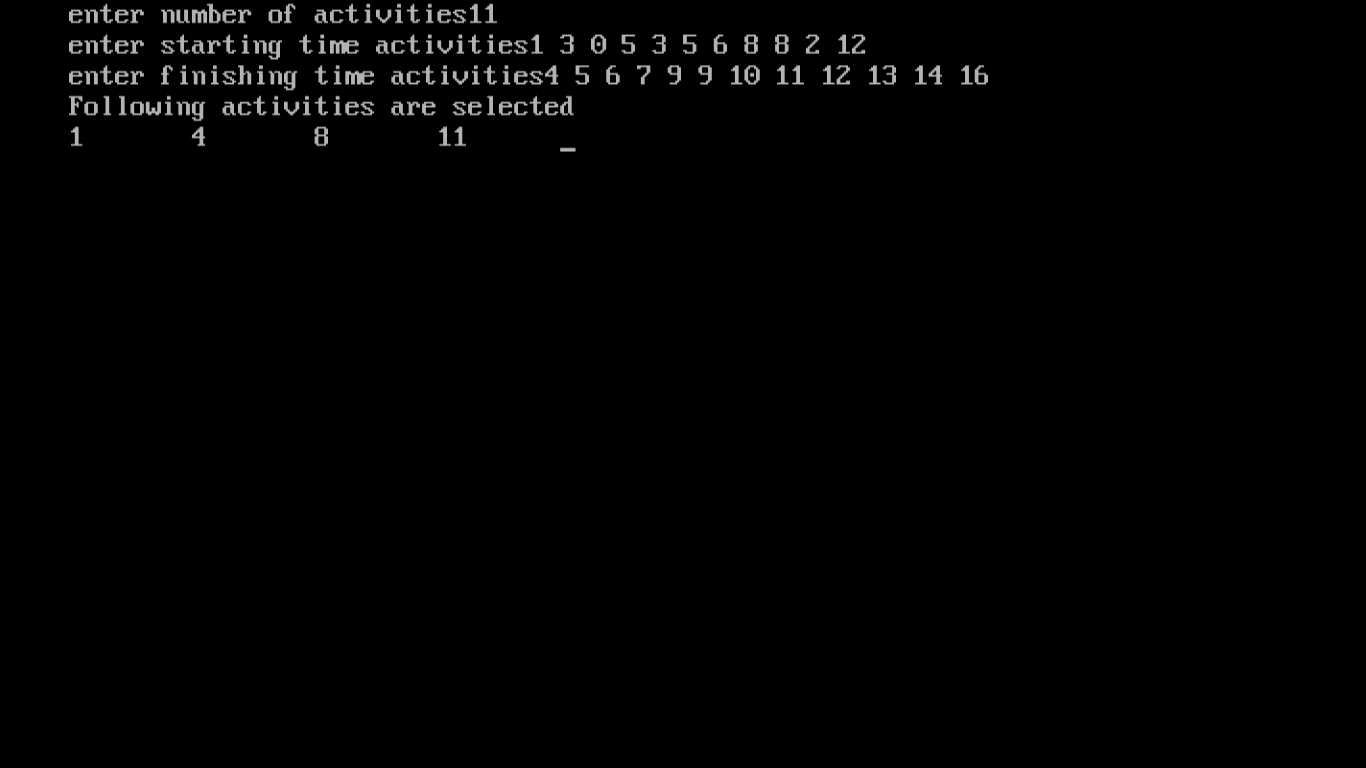 enter number of activities11
enter starting time activities1 3 0 5 3 5 6 8 8 2 12
enter finishing time activities4 5 6 7 9 9 10 11 12 13 14 16
Following activities are selected
1 4 8 11 _